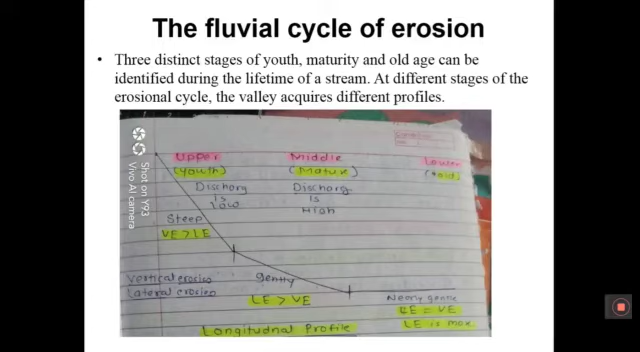 The fluvial cycle of erosion
• Three distinct stages of youth, maturity and old age can be
identified during the lifetime of a stream. At different stages of the
erosional cycle, the valley acquires different profiles.
Shot on Y93
Vivo AI camera
Upper Middle Lower
(youth) (Mature) (old)
Discharg Discharg
is is
low High
Steep
VE > LE
Vertical erosion gently
Lateral erosion LE > VE
Nearly gentle
LE = VE
LE is max
Longitudnal Profile